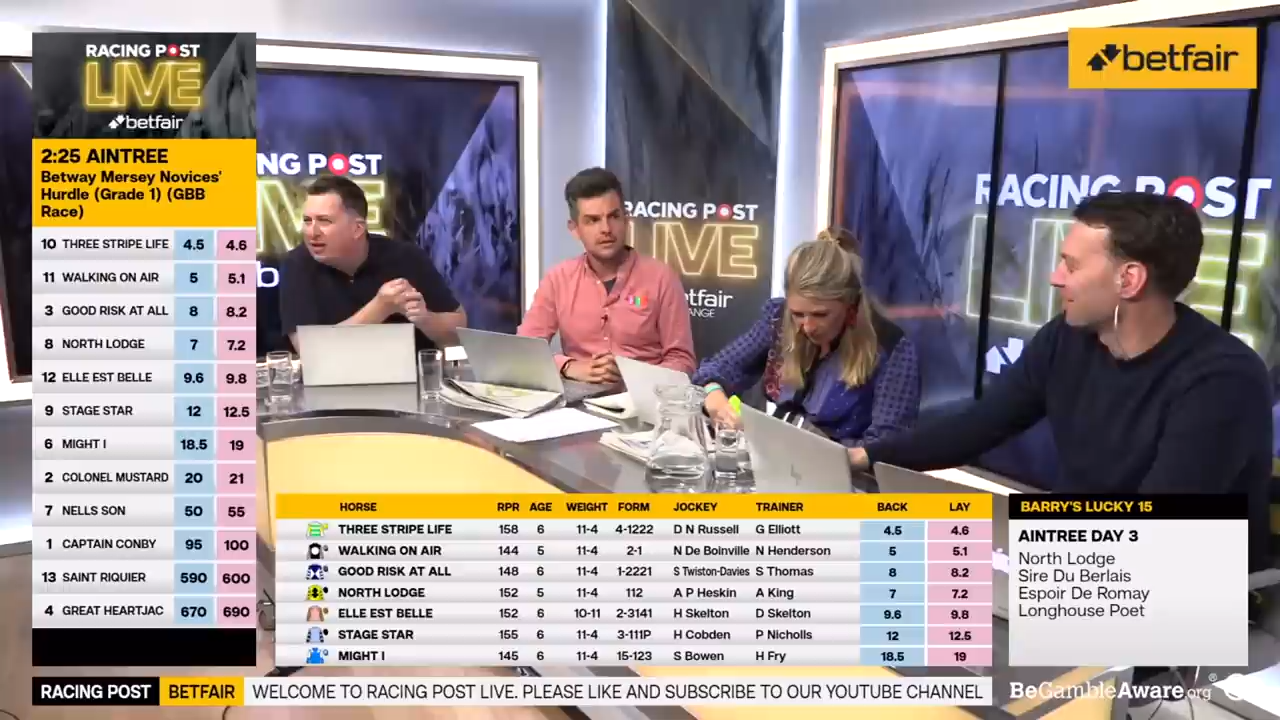 RACING POST
LIVE
betfair
2:25 AINTREE
Betway Mersey Novices'
Hurdle (Grade 1) (GBB
Race)
10 THREE STRIPE LIFE 4.5 4.6
11 WALKING ON AIR 5 5.1
3 GOOD RISK AT ALL 8 8.2
8 NORTH LODGE 7 7.2
12 ELLE EST BELLE 9.6 9.8
9 STAGE STAR 12 12.5
6 MIGHT I 18.5 19
2 COLONEL MUSTARD 20 21
7 NELLS SON 50 55
1 CAPTAIN CONBY 95 100
13 SAINT RIQUIER 590 600
4 GREAT HEARTJAC 670 690
NG POST
VE
b
RACING POST
LIVE
etfair
ANGE
RACING POST
LIVE
betfair
HORSE RPR AGE WEIGHT FORM JOCKEY TRAINER BACK LAY
THREE STRIPE LIFE 158 6 11-4 4-1222 D N Russell G Elliott 4.5 4.6
WALKING ON AIR 144 5 11-4 2-1 N De Boinville N Henderson 5 5.1
GOOD RISK AT ALL 148 6 11-4 1-2221 S Twiston-Davies S Thomas 8 8.2
NORTH LODGE 152 5 11-4 112 A P Heskin A King 7 7.2
ELLE EST BELLE 152 6 10-11 2-3141 H Skelton D Skelton 9.6 9.8
STAGE STAR 155 6 11-4 3-111P H Cobden P Nicholls 12 12.5
MIGHT I 145 6 11-4 15-123 S Bowen H Fry 18.5 19
BARRY'S LUCKY 15
AINTREE DAY 3
North Lodge
Sire Du Berlais
Espoir De Romay
Longhouse Poet
RACING POST BETFAIR WELCOME TO RACING POST LIVE. PLEASE LIKE AND SUBSCRIBE TO OUR YOUTUBE CHANNEL
BeGambleAware.org®